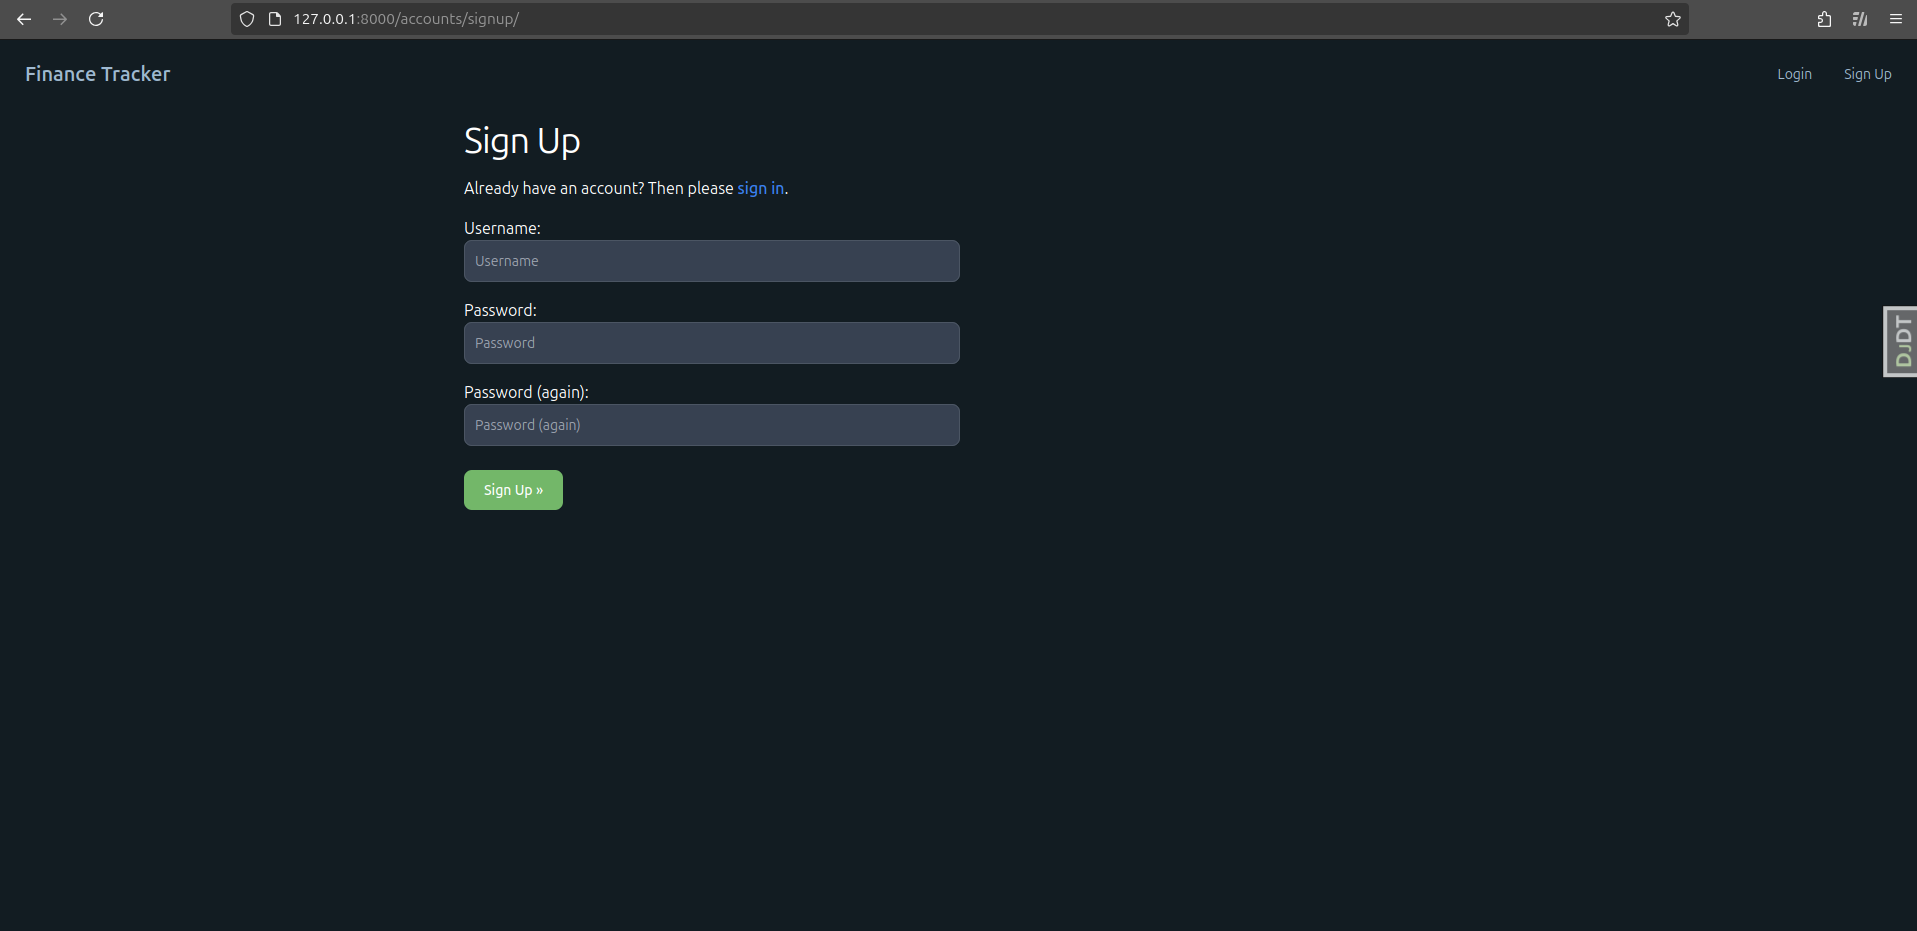 127.0.0.1:8000/accounts/signup/
Finance Tracker
Login
Sign Up
Sign Up
Already have an account? Then please sign in.
Username:
Username
Password:
Password
Password (again):
Password (again)
Sign Up »
DJDT